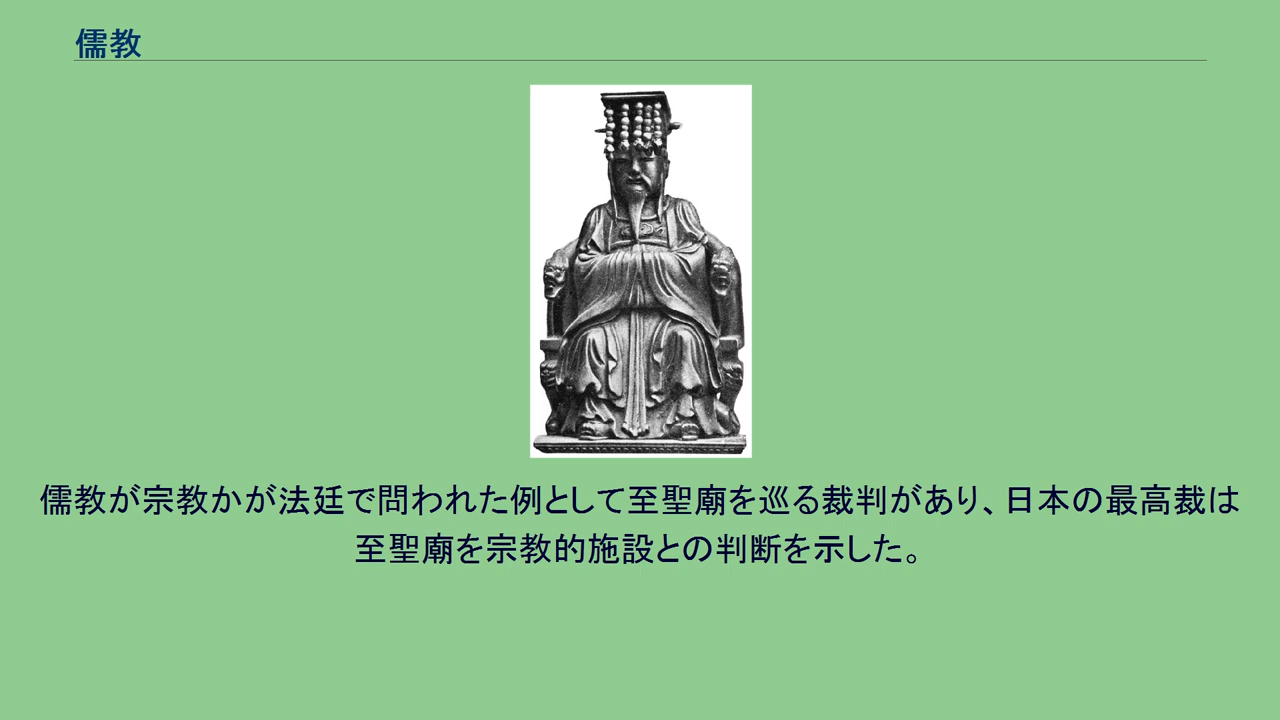 儒教
儒教が宗教かが法廷で問われた例として至聖廟を巡る裁判があり、日本の最高裁は
至聖廟を宗教的施設との判断を示した。